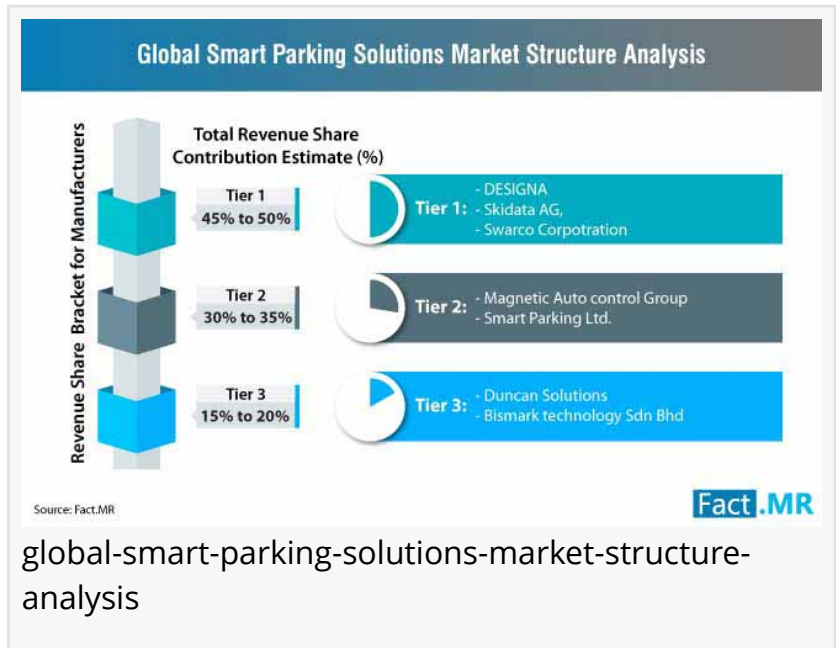 Global Smart Parking Solutions Market Structure Analysis
Revenue Share Bracket for Manufacturers
Total Revenue Share
Contribution Estimate (%)
Tier 1
45% to 50%
Tier 1:
- DESIGNA
- Skidata AG,
- Swarco Corpotration
Tier 2
30% to 35%
Tier 2:
- Magnetic Auto control Group
- Smart Parking Ltd.
Tier 3
15% to 20%
Tier 3:
- Duncan Solutions
- Bismark technology Sdn Bhd
Source: Fact.MR
Fact.MR
global-smart-parking-solutions-market-structure-
analysis